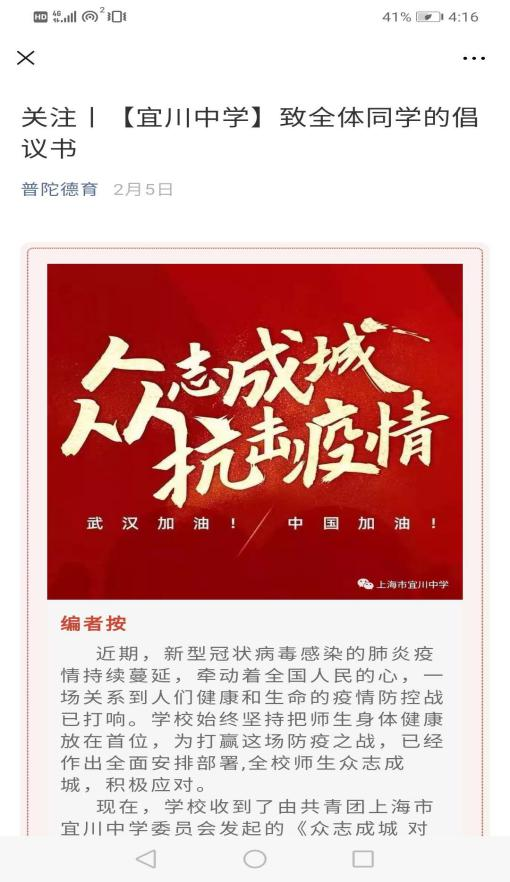 HD 4G 2 41% 4:16
关注丨【宜川中学】致全体同学的倡
议书
普陀德育 2月5日
众志成城
抗击疫情
武汉加油！ 中国加油！
上海市宜川中学
编者按
近期，新型冠状病毒感染的肺炎疫
情持续蔓延，牵动着全国人民的心，一
场关系到人们健康和生命的疫情防控战
已打响。学校始终坚持把师生身体健康
放在首位，为打赢这场防疫之战，已经
作出全面安排部署,全校师生众志成
城，积极应对。
现在，学校收到了由共青团上海市
宜川中学委员会发起的《众志成城 对